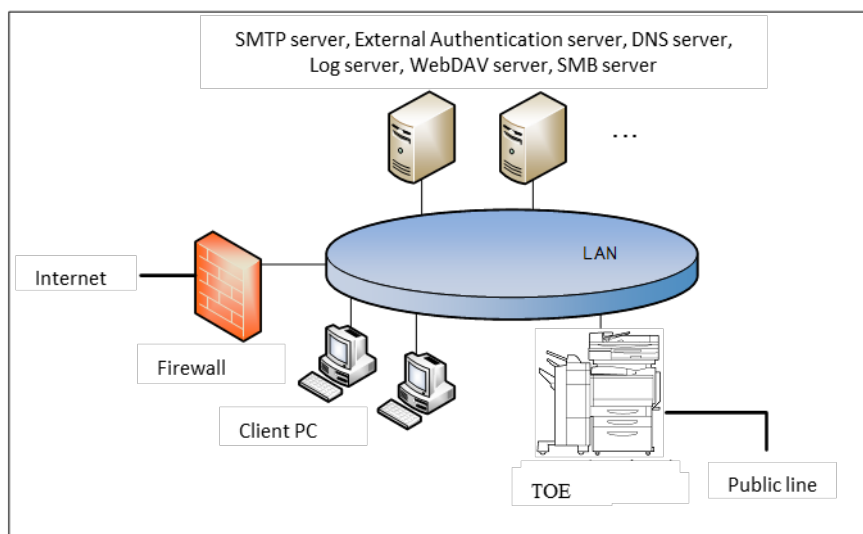 SMTP server, External Authentication server, DNS server,
Log server, WebDAV server, SMB server
...
LAN
Internet
Firewall
Client PC
TOE
Public line